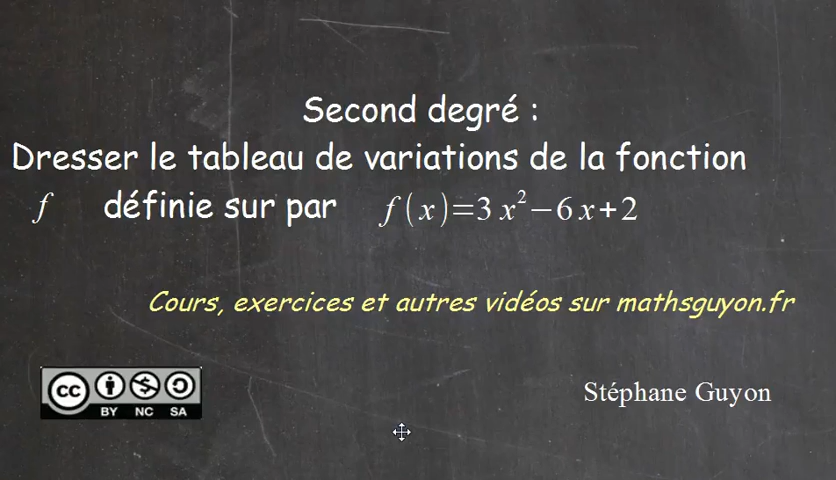 Second degré :
Dresser le tableau de variations de la fonction
f définie sur par f(x)=3x²−6x+2
Cours, exercices et autres vidéos sur mathsguyon.fr
cc BY NC SA
Stéphane Guyon